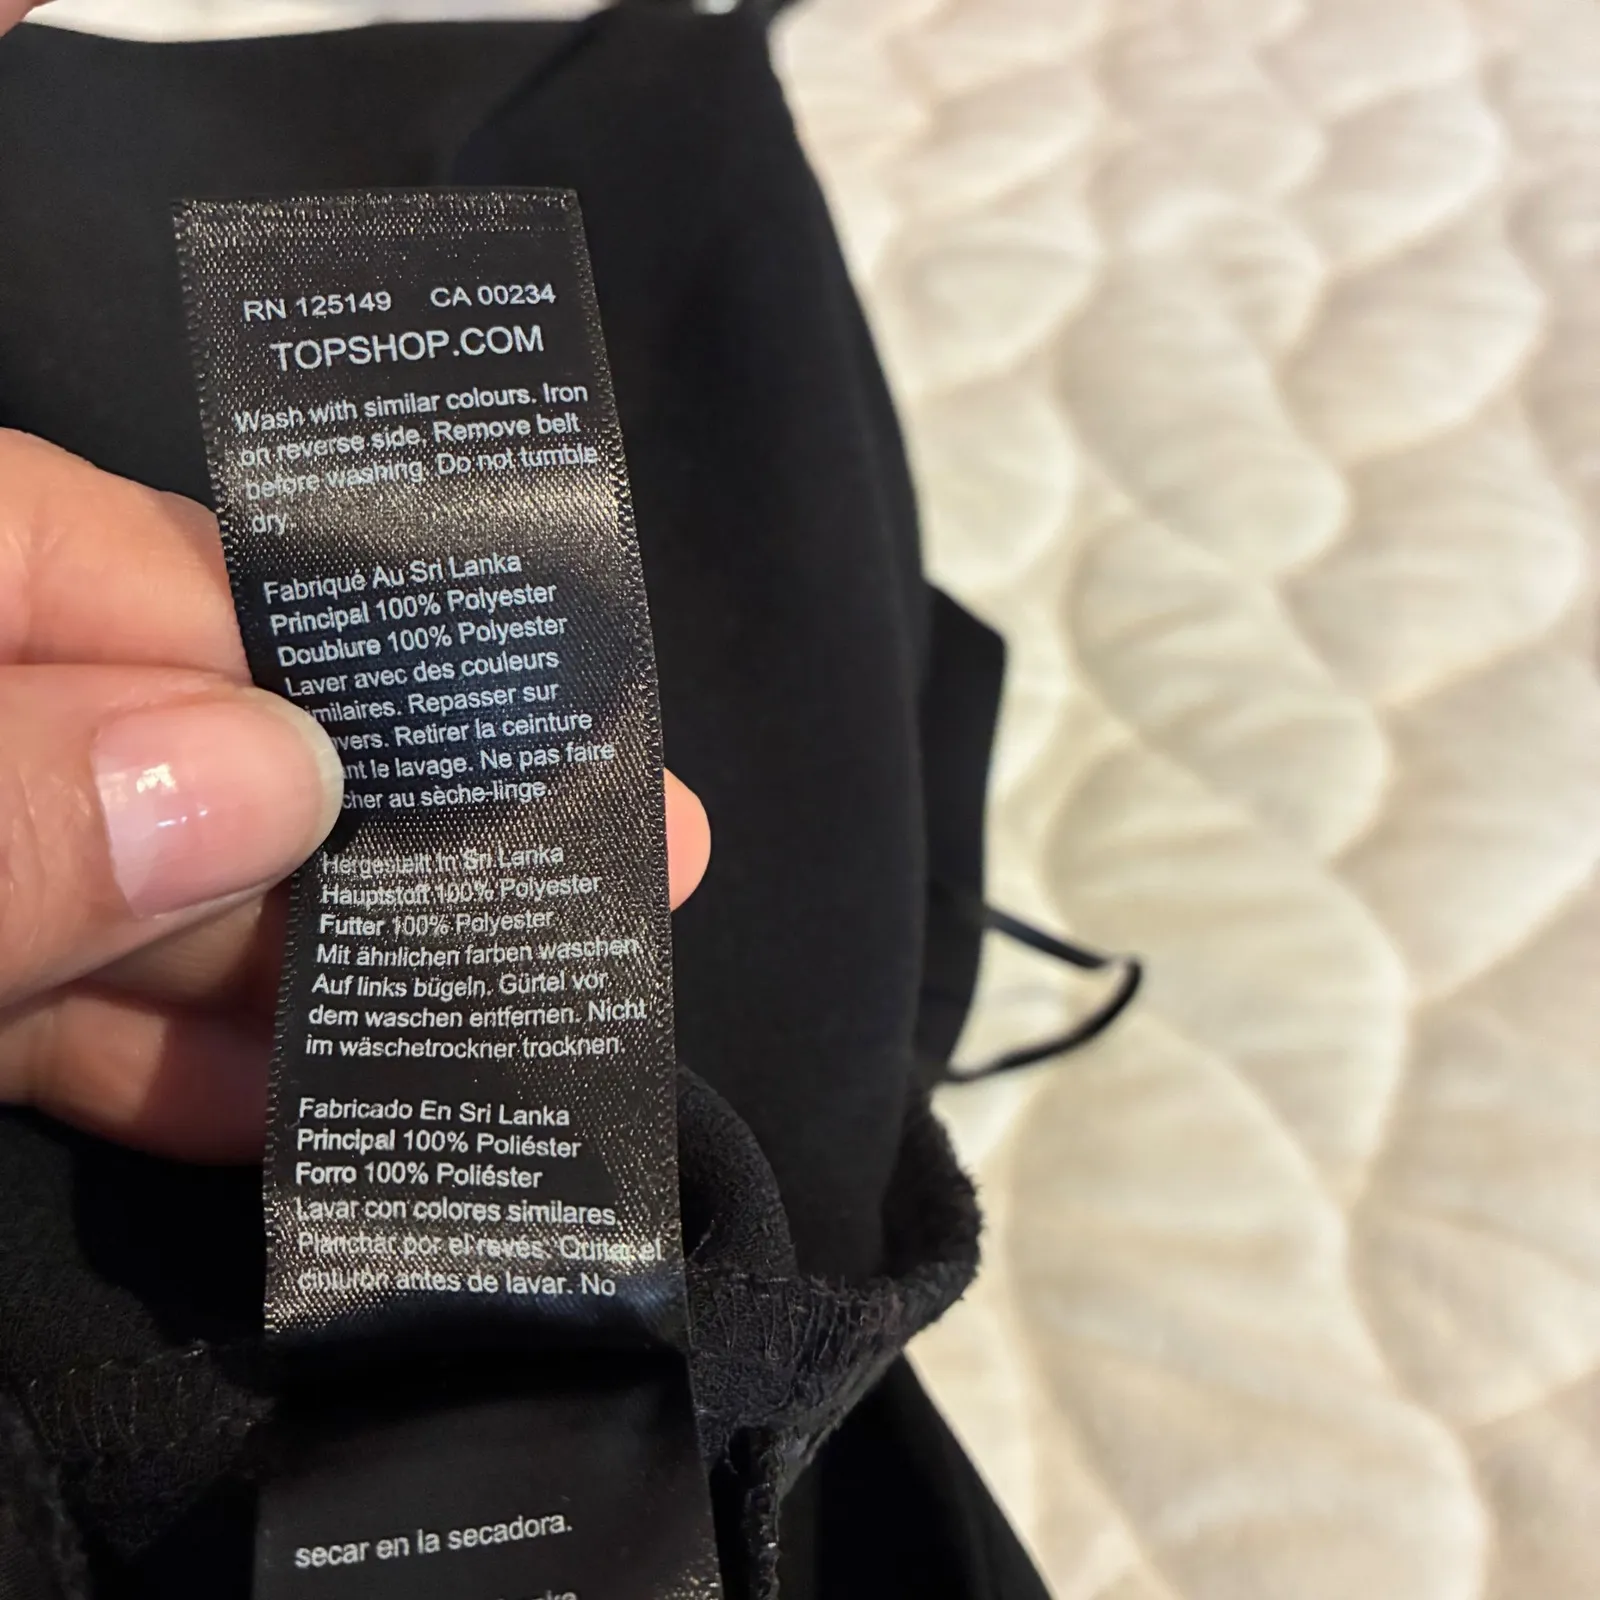 RN 125149 CA 00234
TOPSHOP.COM
Wash with similar colours. Iron
on reverse side. Remove belt
before washing. Do not tumble
dry.
Fabriqué Au Sri Lanka
Principal 100% Polyester
Doublure 100% Polyester
Laver avec des couleurs
milaires. Repasser sur
vers. Retirer la ceinture
nt le lavage. Ne pas faire
cher au sèche-linge.
Hergestellt In Sri Lanka
Hauptstoff 100% Polyester
Futter 100% Polyester
Mit ähnlichen farben waschen.
Auf links bügeln. Gürtel vor
dem waschen entfernen. Nicht
im wäschetrockner trocknen.
Fabricado En Sri Lanka
Principal 100% Poliéster
Forro 100% Poliéster
Lavar con colores similares.
Planchar por el revés. Quitar el
cinturón antes de lavar. No
secar en la secadora.